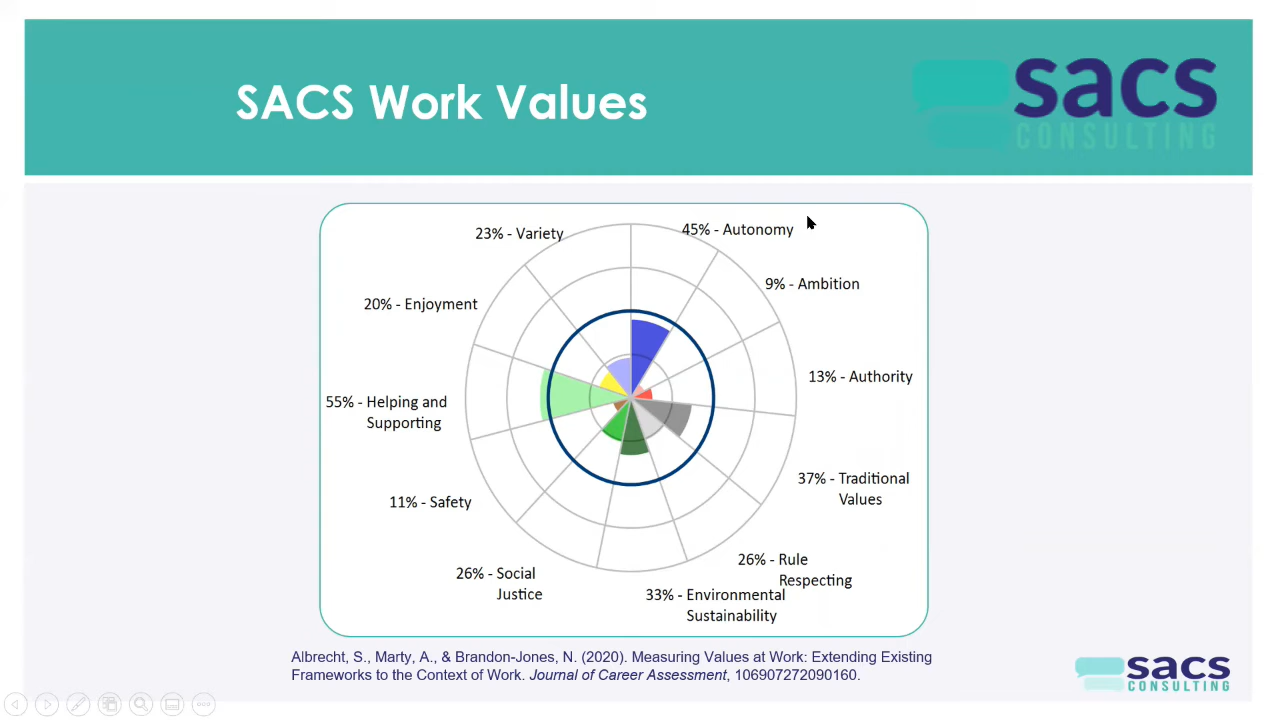 SACS Work Values
sacs
CONSULTING
23% - Variety
45% - Autonomy
9% - Ambition
20% - Enjoyment
13% - Authority
55% - Helping and
Supporting
37% - Traditional
Values
11% - Safety
26% - Rule
Respecting
26% - Social
Justice
33% - Environmental
Sustainability
Albrecht, S., Marty, A., & Brandon-Jones, N. (2020). Measuring Values at Work: Extending Existing
Frameworks to the Context of Work. Journal of Career Assessment, 106907272090160.
sacs
CONSULTING